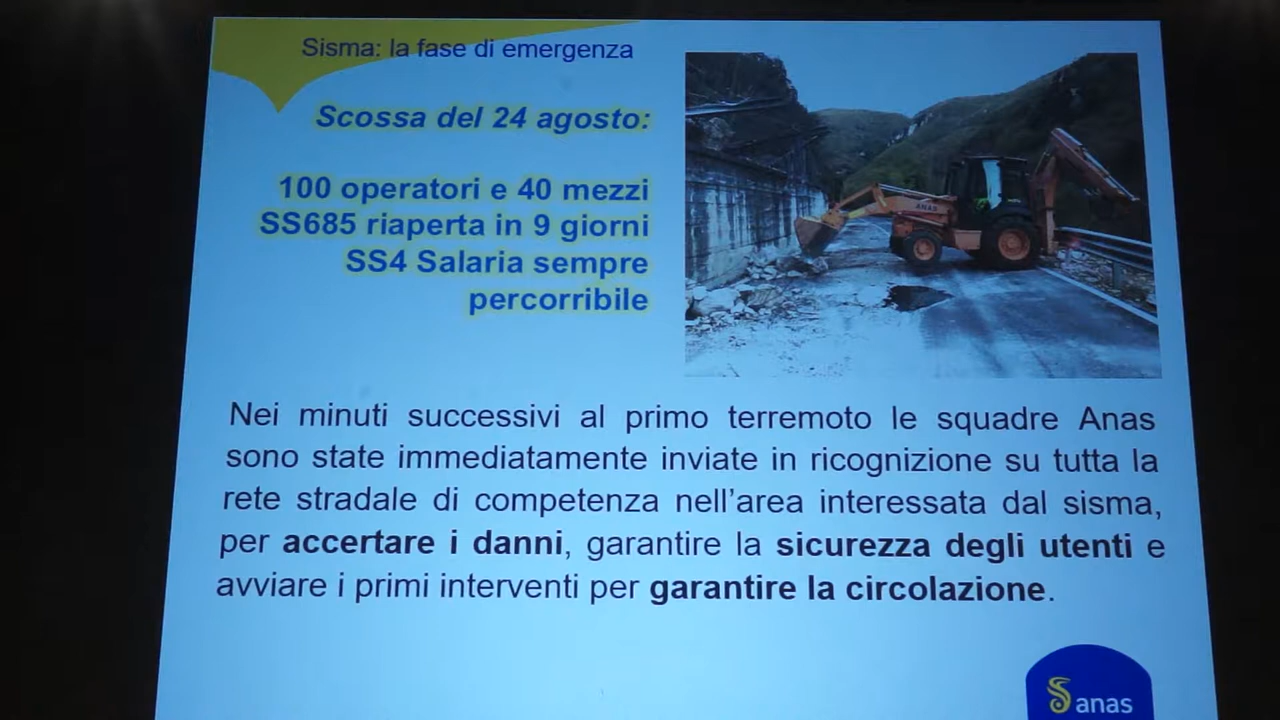 Sisma: la fase di emergenza
Scossa del 24 agosto:
100 operatori e 40 mezzi
SS685 riaperta in 9 giorni
SS4 Salaria sempre
percorribile
ANAS
Nei minuti successivi al primo terremoto le squadre Anas
sono state immediatamente inviate in ricognizione su tutta la
rete stradale di competenza nell’area interessata dal sisma,
per accertare i danni, garantire la sicurezza degli utenti e
avviare i primi interventi per garantire la circolazione.
anas